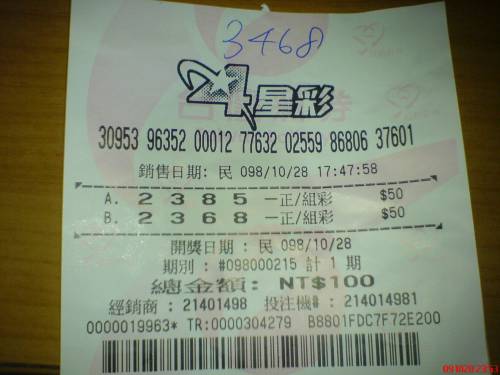 3468
4星彩
30953 96352 00012 77632 02559 86806 37601
銷售日期: 民 098/10/28 17:47:58
A. 2 3 8 5 一正/組彩 $50
B. 2 3 6 8 一正/組彩 $50
開獎日期 : 民 098/10/28
期別 : #098000215 計 1 期
總金額: NT$100
經銷商 : 21401498 投注機# : 214014981
0000019963* TR:0000304279 B8801FDC7F72E200